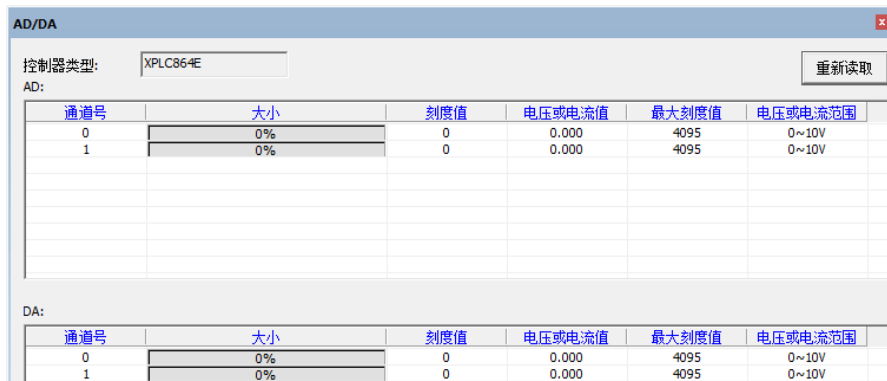 AD/DA
控制器类型: XPLC864E 重新读取
AD:
通道号 大小 刻度值 电压或电流值 最大刻度值 电压或电流范围
0 0% 0 0.000 4095 0~10V
1 0% 0 0.000 4095 0~10V
DA:
通道号 大小 刻度值 电压或电流值 最大刻度值 电压或电流范围
0 0% 0 0.000 4095 0~10V
1 0% 0 0.000 4095 0~10V